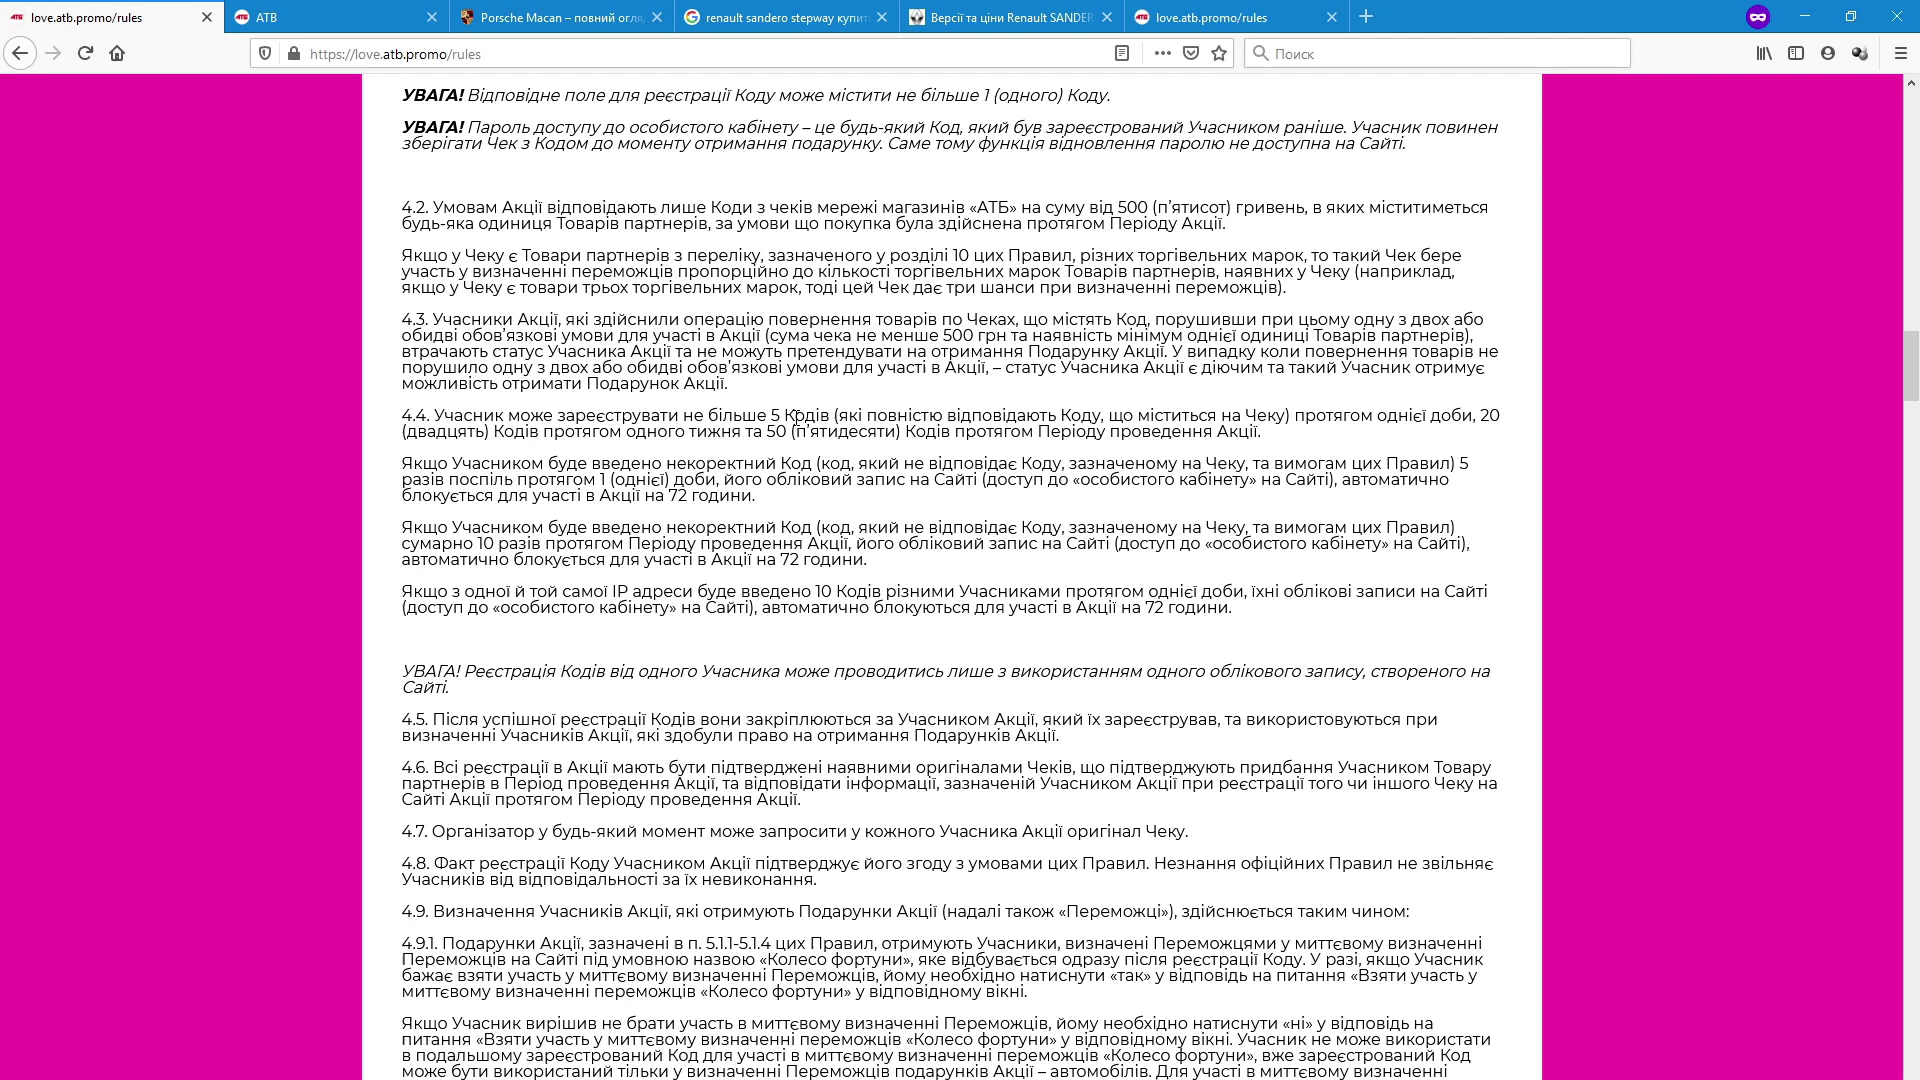 love.atb.promo/rules
АТВ
Porsche Macan – повний огля
renault sandero stepway купит
Версії та ціни Renault SANDER
love.atb.promo/rules
https://love.atb.promo/rules
Поиск
УВАГА! Відповідне поле для реєстрації Коду може містити не більше 1 (одного) Коду.
УВАГА! Пароль доступу до особистого кабінету – це будь-який Код, який був зареєстрований Учасником раніше. Учасник повинен
зберігати Чек з Кодом до моменту отримання подарунку. Саме тому функція відновлення паролю не доступна на Сайті.
4.2. Умовам Акції відповідають лише Коди з чеків мережі магазинів «АТБ» на суму від 500 (п’ятисот) гривень, в яких міститиметься
будь-яка одиниця Товарів партнерів, за умови що покупка була здійснена протягом Періоду Акції.
Якщо у Чеку є Товари партнерів з переліку, зазначеного у розділі 10 цих Правил, різних торгівельних марок, то такий Чек бере
участь у визначенні переможців пропорційно до кількості торгівельних марок Товарів партнерів, наявних у Чеку (наприклад,
якщо у Чеку є товари трьох торгівельних марок, тоді цей Чек дає три шанси при визначенні переможців).
4.3. Учасники Акції, які здійснили операцію повернення товарів по Чеках, що містять Код, порушивши при цьому одну з двох або
обидві обов’язкові умови для участі в Акції (сума чека не менше 500 грн та наявність мінімум однієї одиниці Товарів партнерів),
втрачають статус Учасника Акції та не можуть претендувати на отримання Подарунку Акції. У випадку коли повернення товарів не
порушило одну з двох або обидві обов’язкові умови для участі в Акції, – статус Учасника Акції є діючим та такий Учасник отримує
можливість отримати Подарунок Акції.
4.4. Учасник може зареєструвати не більше 5 Кодів (які повністю відповідають Коду, що міститься на Чеку) протягом однієї доби, 20
(двадцять) Кодів протягом одного тижня та 50 (п’ятидесяти) Кодів протягом Періоду проведення Акції.
Якщо Учасником буде введено некоректний Код (код, який не відповідає Коду, зазначеному на Чеку, та вимогам цих Правил) 5
разів поспіль протягом 1 (однієї) доби, його обліковий запис на Сайті (доступ до «особистого кабінету» на Сайті), автоматично
блокується для участі в Акції на 72 години.
Якщо Учасником буде введено некоректний Код (код, який не відповідає Коду, зазначеному на Чеку, та вимогам цих Правил)
сумарно 10 разів протягом Періоду проведення Акції, його обліковий запис на Сайті (доступ до «особистого кабінету» на Сайті),
автоматично блокується для участі в Акції на 72 години.
Якщо з одної й той самої IP адреси буде введено 10 Кодів різними Учасниками протягом однієї доби, їхні облікові записи на Сайті
(доступ до «особистого кабінету» на Сайті), автоматично блокуються для участі в Акції на 72 години.
УВАГА! Реєстрація Кодів від одного Учасника може проводитись лише з використанням одного облікового запису, створеного на
Сайті.
4.5. Після успішної реєстрації Кодів вони закріплюються за Учасником Акції, який їх зареєстрував, та використовуються при
визначенні Учасників Акції, які здобули право на отримання Подарунків Акції.
4.6. Всі реєстрації в Акції мають бути підтверджені наявними оригіналами Чеків, що підтверджують придбання Учасником Товару
партнерів в Період проведення Акції, та відповідати інформації, зазначеній Учасником Акції при реєстрації того чи іншого Чеку на
Сайті Акції протягом Періоду проведення Акції.
4.7. Організатор у будь-який момент може запросити у кожного Учасника Акції оригінал Чеку.
4.8. Факт реєстрації Коду Учасником Акції підтверджує його згоду з умовами цих Правил. Незнання офіційних Правил не звільняє
Учасників від відповідальності за їх невиконання.
4.9. Визначення Учасників Акції, які отримують Подарунки Акції (надалі також «Переможці»), здійснюється таким чином:
4.9.1. Подарунки Акції, зазначені в п. 5.1.1-5.1.4 цих Правил, отримують Учасники, визначені Переможцями у миттєвому визначенні
Переможців на Сайті під умовною назвою «Колесо фортуни», яке відбувається одразу після реєстрації Коду. У разі, якщо Учасник
бажає взяти участь у миттєвому визначенні Переможців, йому необхідно натиснути «так» у відповідь на питання «Взяти участь у
миттєвому визначенні переможців «Колесо фортуни» у відповідному вікні.
Якщо Учасник вирішив не брати участь в миттєвому визначенні Переможців, йому необхідно натиснути «ні» у відповідь на
питання «Взяти участь у миттєвому визначенні переможців «Колесо фортуни» у відповідному вікні. Учасник не може використати
в подальшому зареєстрований Код для участі в миттєвому визначенні переможців «Колесо фортуни», вже зареєстрований Код
може бути використаний тільки у визначенні Переможців подарунків Акції – автомобілів. Для участі в миттєвому визначенні